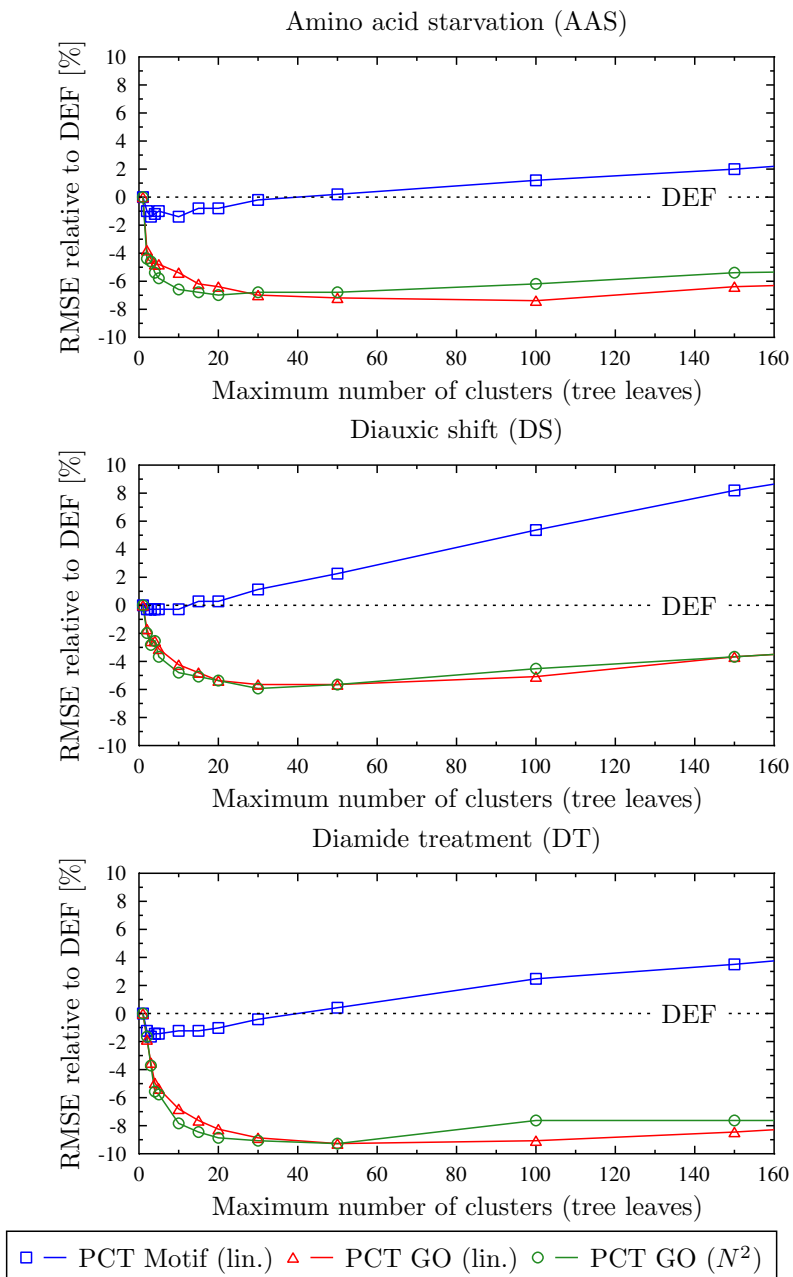 Amino acid starvation (AAS)
RMSE relative to DEF [%]
10
8
6
4
2
0
-2
-4
-6
-8
-10
DEF
0 20 40 60 80 100 120 140 160
Maximum number of clusters (tree leaves)
Diauxic shift (DS)
RMSE relative to DEF [%]
10
8
6
4
2
0
-2
-4
-6
-8
-10
DEF
0 20 40 60 80 100 120 140 160
Maximum number of clusters (tree leaves)
Diamide treatment (DT)
RMSE relative to DEF [%]
10
8
6
4
2
0
-2
-4
-6
-8
-10
DEF
0 20 40 60 80 100 120 140 160
Maximum number of clusters (tree leaves)
PCT Motif (lin.) PCT GO (lin.) PCT GO (N²)